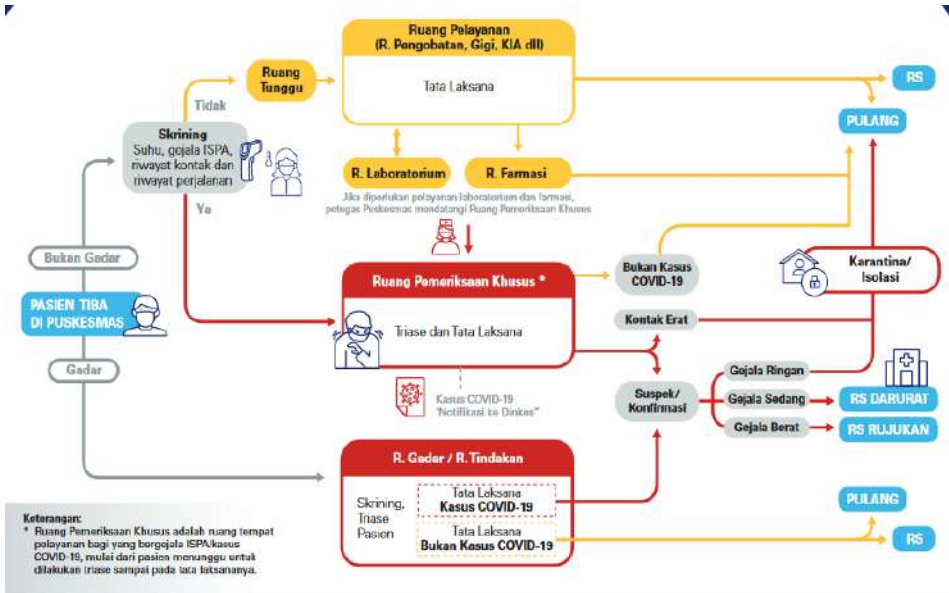 Ruang Pelayanan
(R. Pengobatan, Gigi, KIA dll)
Tata Laksana
Ruang
Tunggu
Tidak
RS
PULANG
Skrining
Suhu, gejala ISPA,
riwayat kontak dan
riwayat perjalanan
Ya
R. Laboratorium
R. Farmasi
Jika diperlukan pelayanan laboratorium dan farmasi,
petugas Puskesmas mendatangi Ruang Pemeriksaan Khusus
Bukan Gadar
PASIEN TIBA
DI PUSKESMAS
Gadar
Ruang Pemeriksaan Khusus *
Triase dan Tata Laksana
Bukan Kasus
COVID-19
Karantina/
Isolasi
Kontak Erat
Kasus COVID-19
"Notifikasi ke Dinkes"
Suspek/
Konfirmasi
Gejala Ringan
Gejala Sedang
Gejala Berat
RS DARURAT
RS RUJUKAN
R. Gadar / R. Tindakan
Skrining,
Triase
Pasien
Tata Laksana
Kasus COVID-19
Tata Laksana
Bukan Kasus COVID-19
PULANG
RS
Keterangan:
* Ruang Pemeriksaan Khusus adalah ruang tempat
pelayanan bagi yang bergejala ISPA/kasus
COVID-19, mulai dari pasien menunggu untuk
dilakukan triase sampai pada tata laksananya.